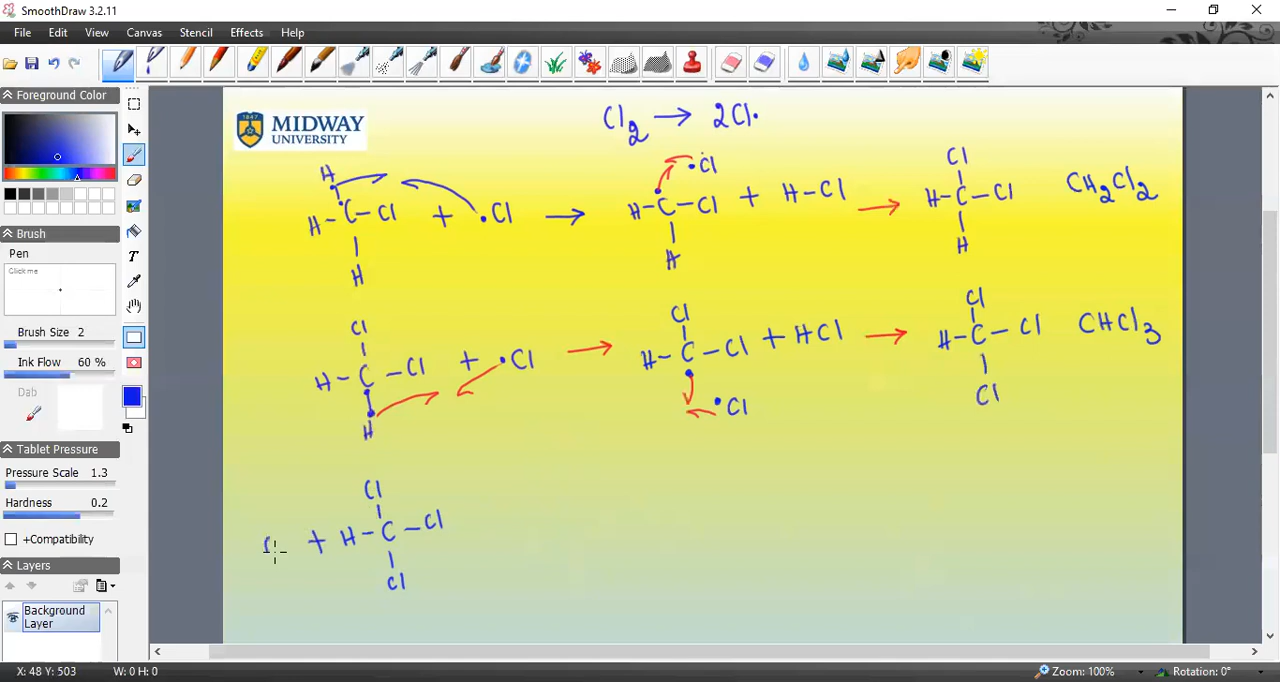 SmoothDraw 3.2.11
File Edit View Canvas Stencil Effects Help
Foreground Color
Brush
Pen
Click me
Brush Size 2
Ink Flow 60 %
Dab
Tablet Pressure
Pressure Scale 1.3
Hardness 0.2
+Compatibility
Layers
Background Layer
X: 48 Y: 503 W: 0 H: 0 Zoom: 100% Rotation: 0°
1847
MIDWAY
UNIVERSITY
Cl2 → 2Cl·
H Cl
H· ·C–Cl + ·Cl → H–C–Cl + H–Cl ·Cl → H–C–Cl CH2Cl2
H H H
Cl Cl Cl
H–C–Cl + ·Cl → H–C–Cl + HCl → H–C–Cl CHCl3
H ·Cl Cl
Cl
+ H–C–Cl
Cl